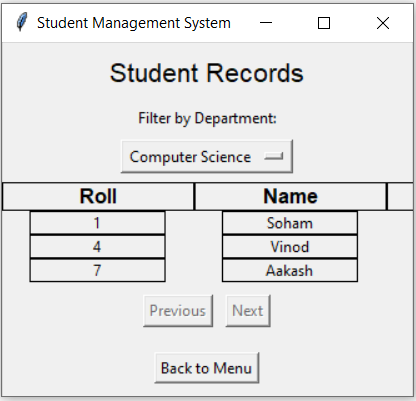 Student Management System
Student Records
Filter by Department:
Computer Science
Roll Name
1 Soham
4 Vinod
7 Aakash
Previous Next
Back to Menu